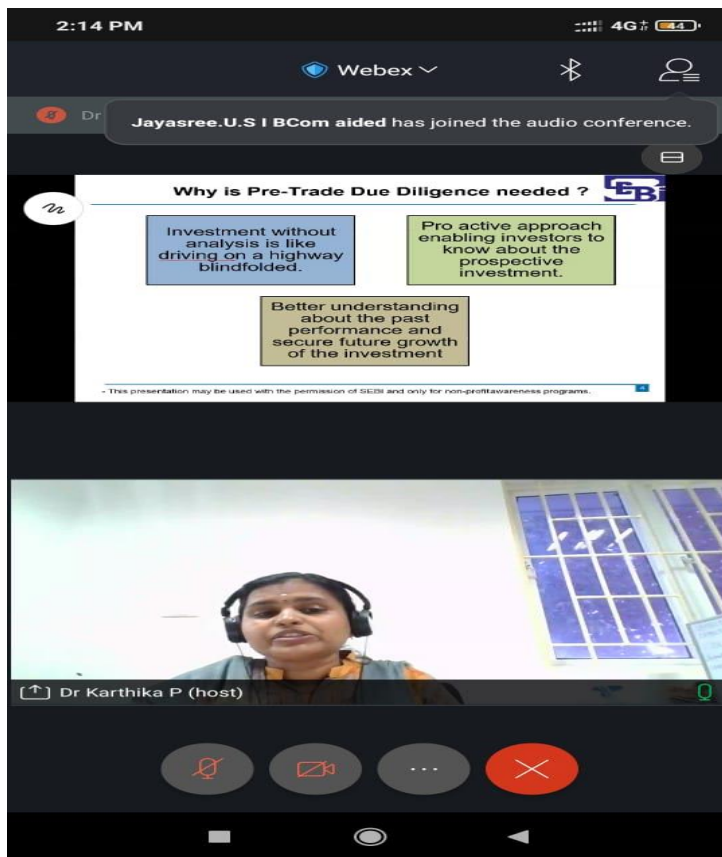 2:14 PM
4G+ 44
Webex
Dr
Jayasree.U.S I BCom aided has joined the audio conference.
Why is Pre-Trade Due Diligence needed ?
SEBI
Investment without
analysis is like
driving on a highway
blindfolded.
Pro active approach
enabling investors to
know about the
prospective
investment.
Better understanding
about the past
performance and
secure future growth
of the investment
- This presentation may be used with the permission of SEBI and only for non-profitawareness programs.
4
Dr Karthika P (host)